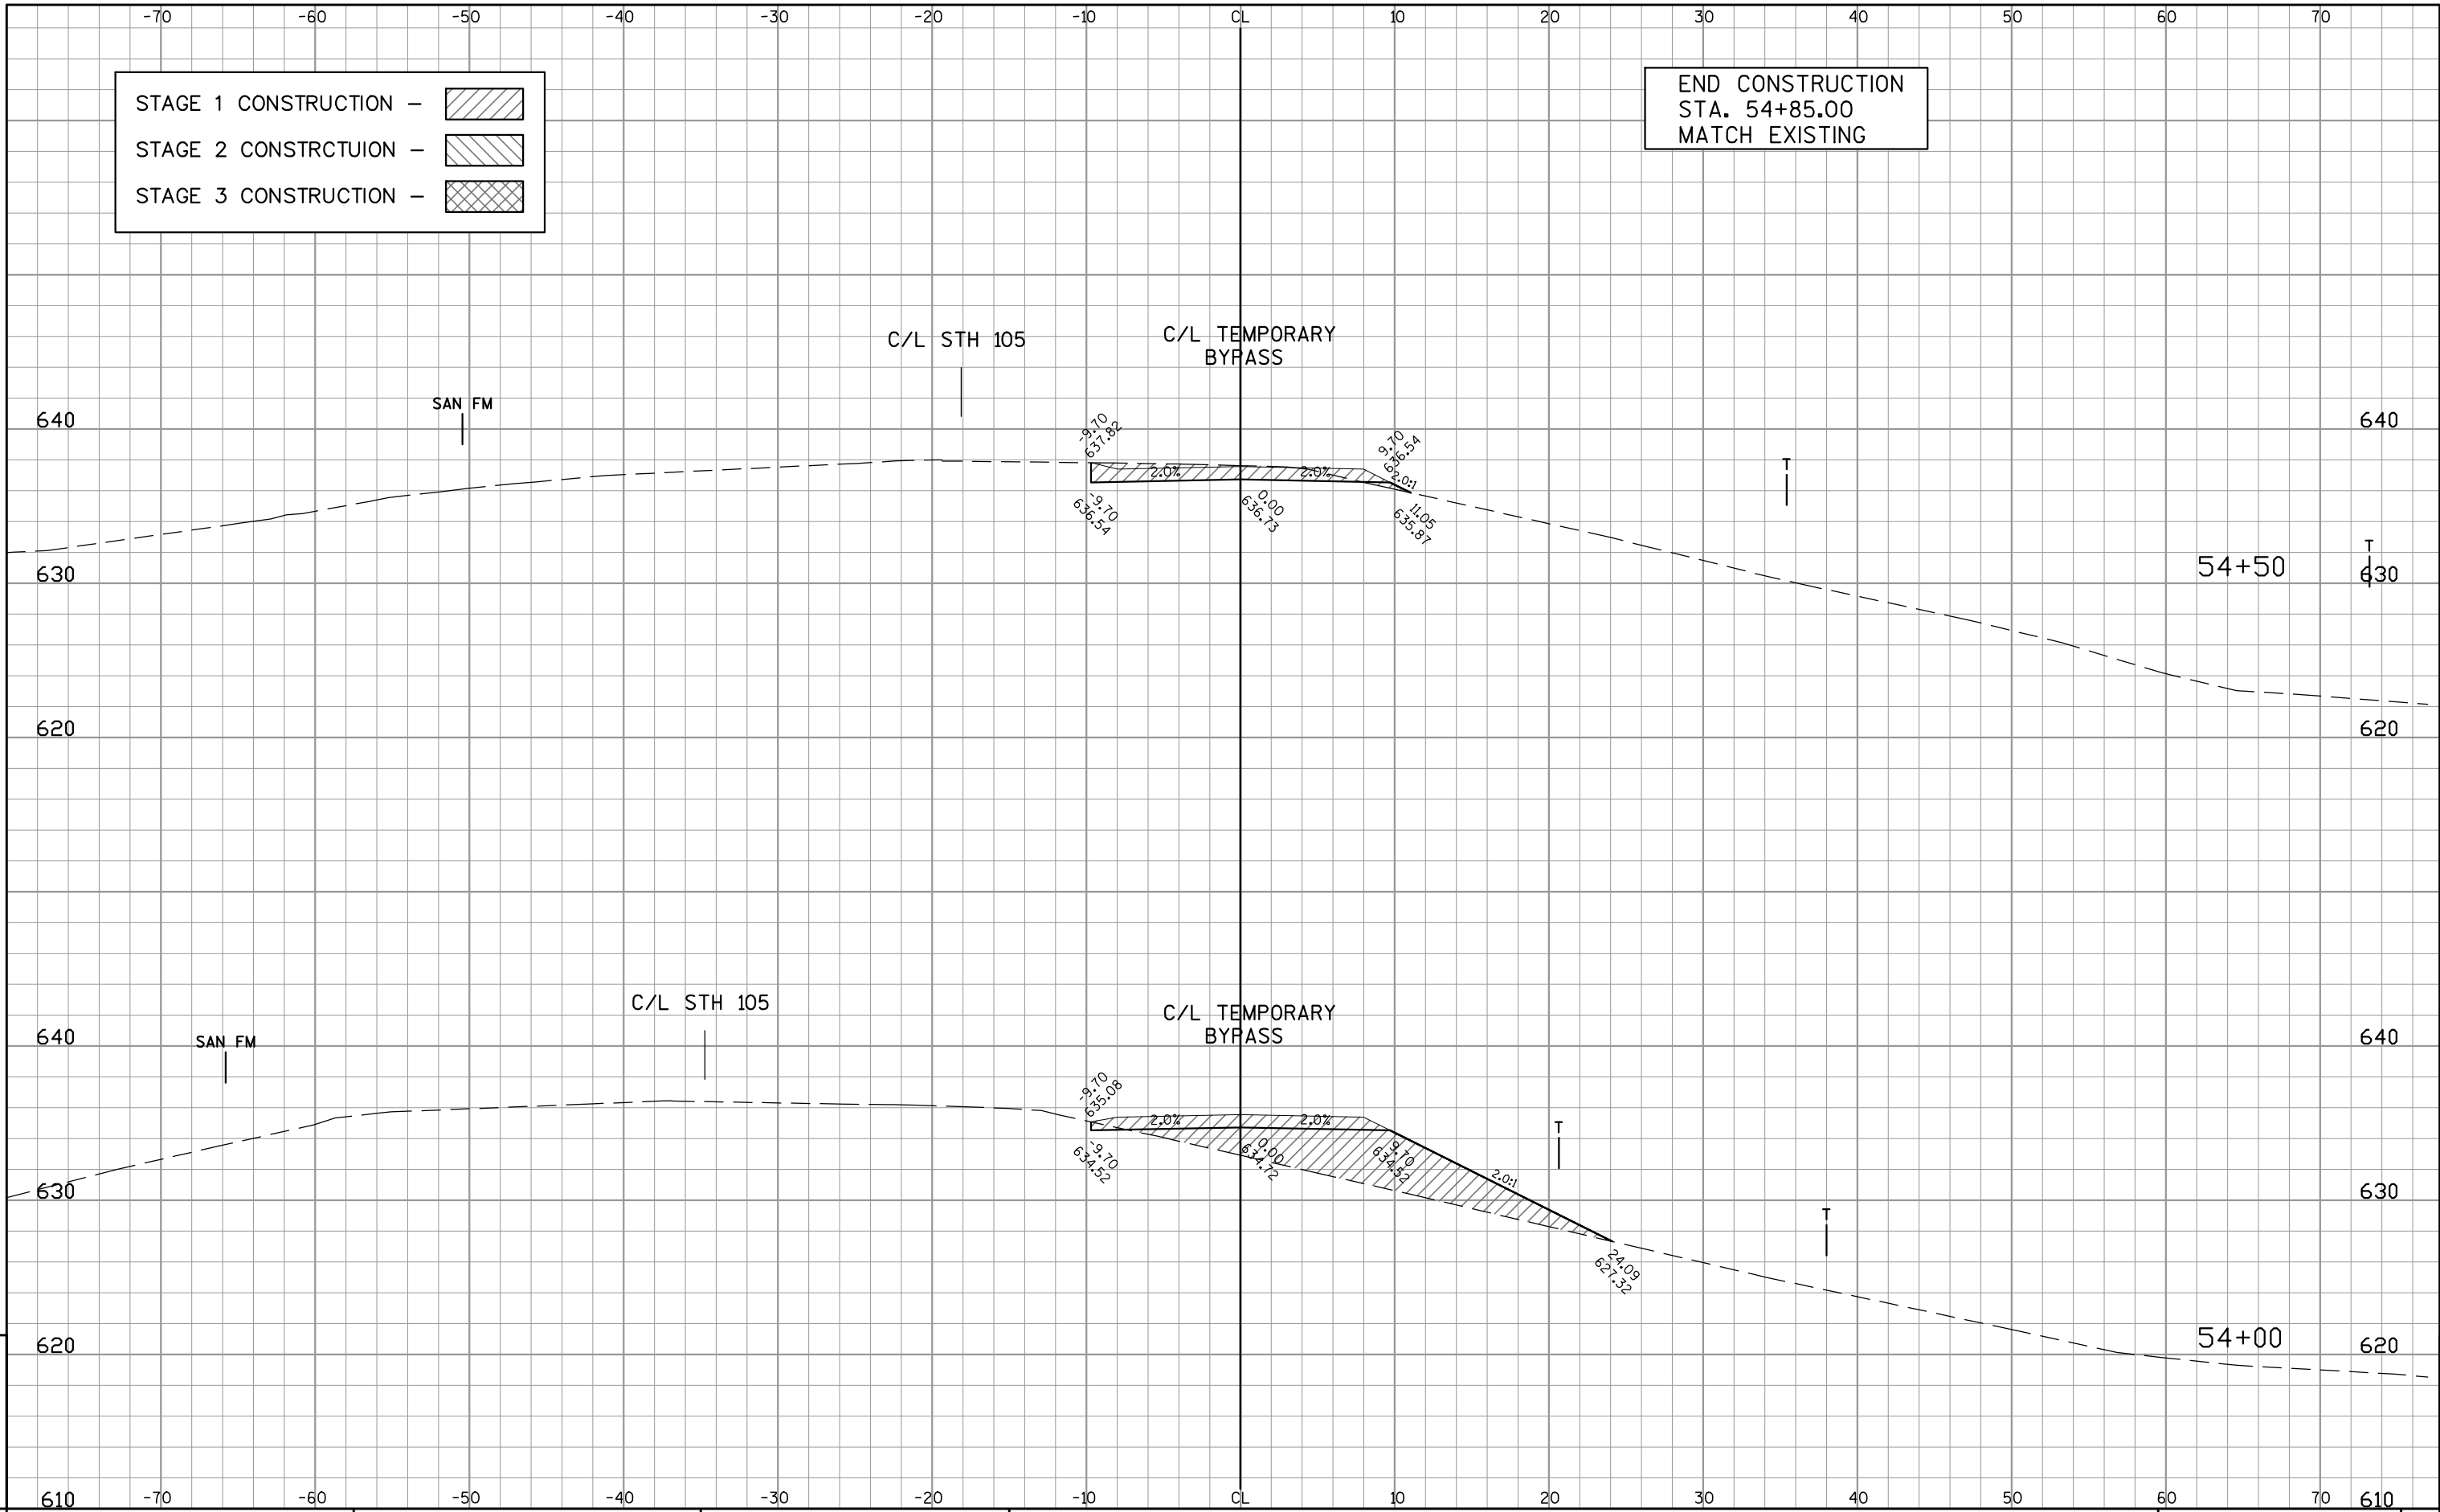 -70 -60 -50 -40 -30 -20 -10 CL 10 20 30 40 50 60 70
STAGE 1 CONSTRUCTION –
STAGE 2 CONSTRCTUION –
STAGE 3 CONSTRUCTION –
END CONSTRUCTION
STA. 54+85.00
MATCH EXISTING
C/L STH 105
C/L TEMPORARY
BYPASS
SAN FM
640
640
-9.70
637.82
9.70
636.54
2.0%
2.0%
2.0:1
T
-9.70
636.54
0.00
636.73
11.05
635.87
T
630
54+50
630
620
620
C/L STH 105
C/L TEMPORARY
BYPASS
SAN FM
640
640
-9.70
635.08
2.0%
2.0%
T
-9.70
634.52
0.00
634.72
9.70
634.52
2.0:1
630
630
T
24.09
627.32
620
54+00
620
610
-70 -60 -50 -40 -30 -20 -10 CL 10 20 30 40 50 60 70
610